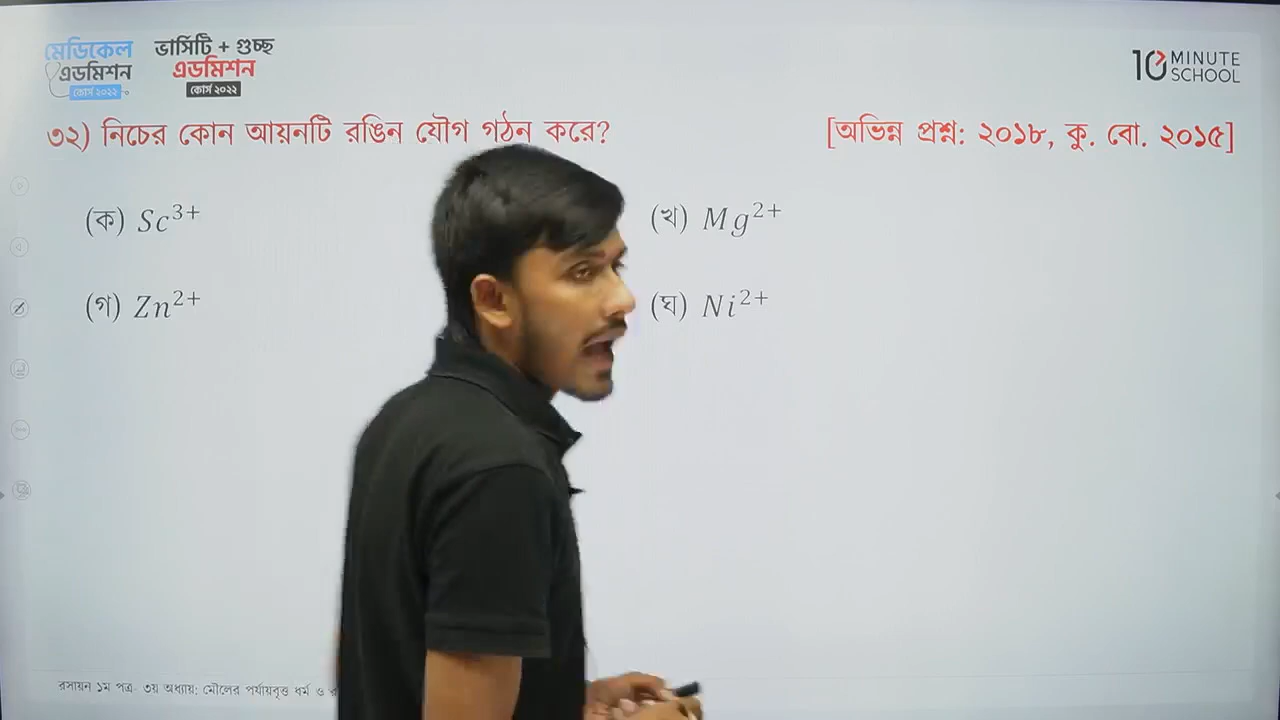 মেডিকেল
এডমিশন
কোর্স ২০২২
ভার্সিটি + গুচ্ছ
এডমিশন
কোর্স ২০২২
10 MINUTE
SCHOOL
৩২) নিচের কোন আয়নটি রঙিন যৌগ গঠন করে? [অভিন্ন প্রশ্ন: ২০১৮, কু. বো. ২০১৫]
(ক) Sc³⁺ (খ) Mg²⁺
(গ) Zn²⁺ (ঘ) Ni²⁺
রসায়ন ১ম পত্র ৩য় অধ্যায়: মৌলের পর্যায়বৃত্ত ধর্ম ও